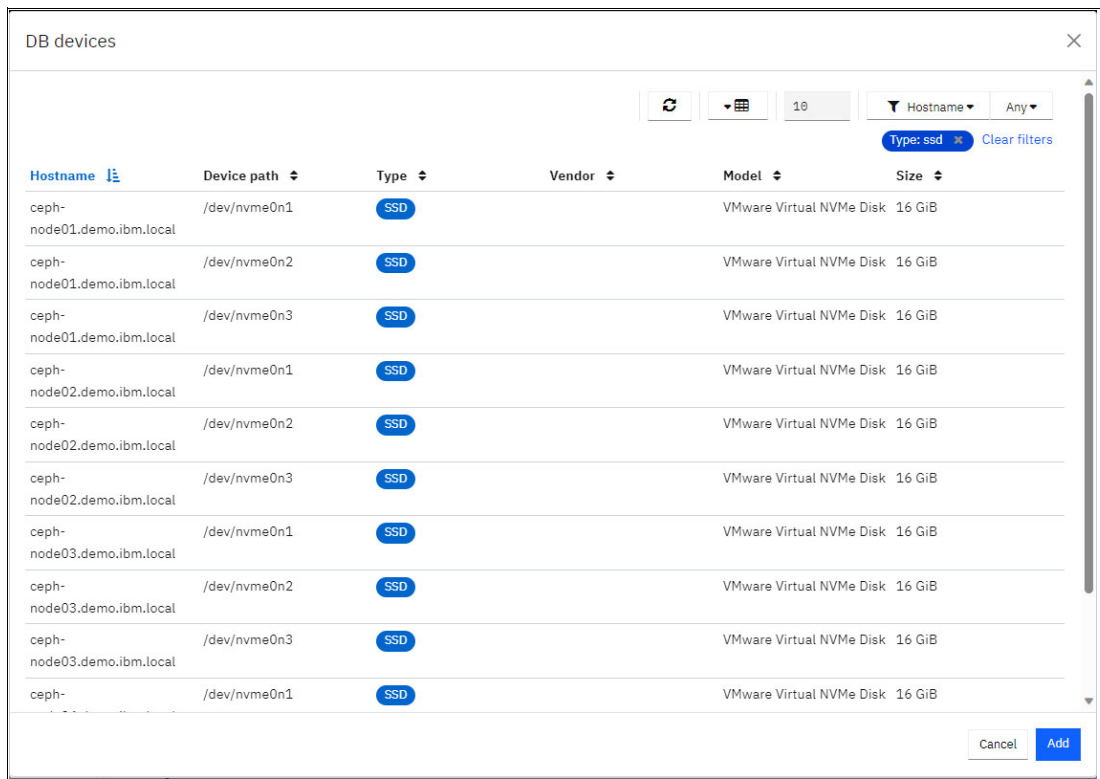 DB devices
10 Hostname Any
Type: ssd Clear filters
Hostname Device path Type Vendor Model Size
ceph- /dev/nvme0n1 SSD VMware Virtual NVMe Disk 16 GiB
node01.demo.ibm.local
ceph- /dev/nvme0n2 SSD VMware Virtual NVMe Disk 16 GiB
node01.demo.ibm.local
ceph- /dev/nvme0n3 SSD VMware Virtual NVMe Disk 16 GiB
node01.demo.ibm.local
ceph- /dev/nvme0n1 SSD VMware Virtual NVMe Disk 16 GiB
node02.demo.ibm.local
ceph- /dev/nvme0n2 SSD VMware Virtual NVMe Disk 16 GiB
node02.demo.ibm.local
ceph- /dev/nvme0n3 SSD VMware Virtual NVMe Disk 16 GiB
node02.demo.ibm.local
ceph- /dev/nvme0n1 SSD VMware Virtual NVMe Disk 16 GiB
node03.demo.ibm.local
ceph- /dev/nvme0n2 SSD VMware Virtual NVMe Disk 16 GiB
node03.demo.ibm.local
ceph- /dev/nvme0n3 SSD VMware Virtual NVMe Disk 16 GiB
node03.demo.ibm.local
ceph- /dev/nvme0n1 SSD VMware Virtual NVMe Disk 16 GiB
Cancel Add